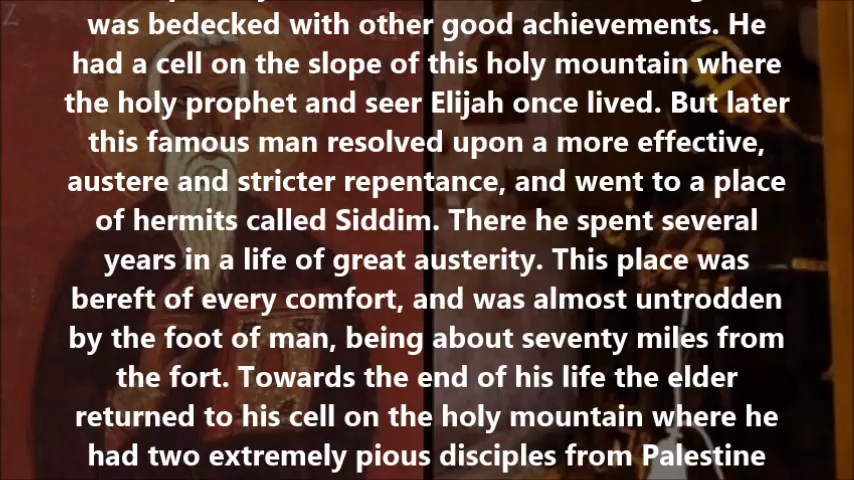 was bedecked with other good achievements. He
had a cell on the slope of this holy mountain where
the holy prophet and seer Elijah once lived. But later
this famous man resolved upon a more effective,
austere and stricter repentance, and went to a place
of hermits called Siddim. There he spent several
years in a life of great austerity. This place was
bereft of every comfort, and was almost untrodden
by the foot of man, being about seventy miles from
the fort. Towards the end of his life the elder
returned to his cell on the holy mountain where he
had two extremely pious disciples from Palestine